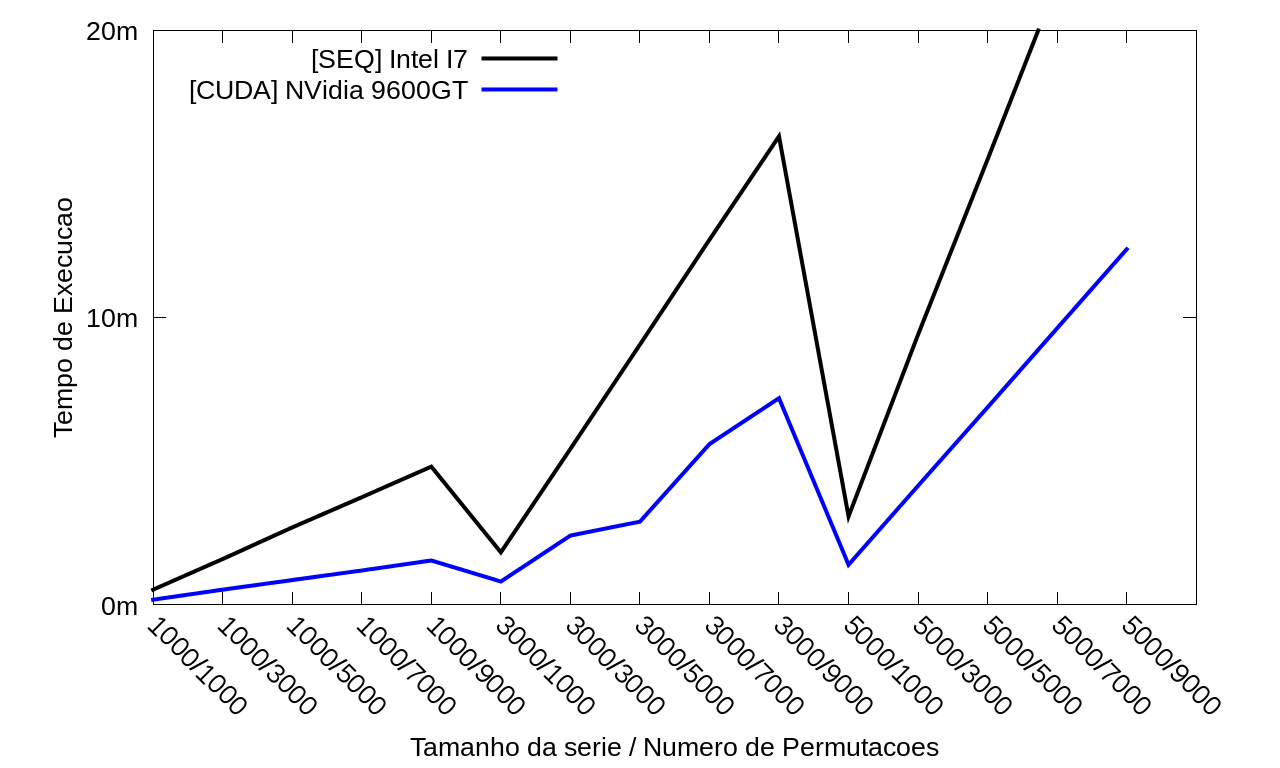 20m
[SEQ] Intel I7
[CUDA] NVidia 9600GT
Tempo de Execucao
10m
0m
1000/1000
1000/3000
1000/5000
1000/7000
1000/9000
3000/1000
3000/3000
3000/5000
3000/7000
3000/9000
5000/1000
5000/3000
5000/5000
5000/7000
5000/9000
Tamanho da serie / Numero de Permutacoes